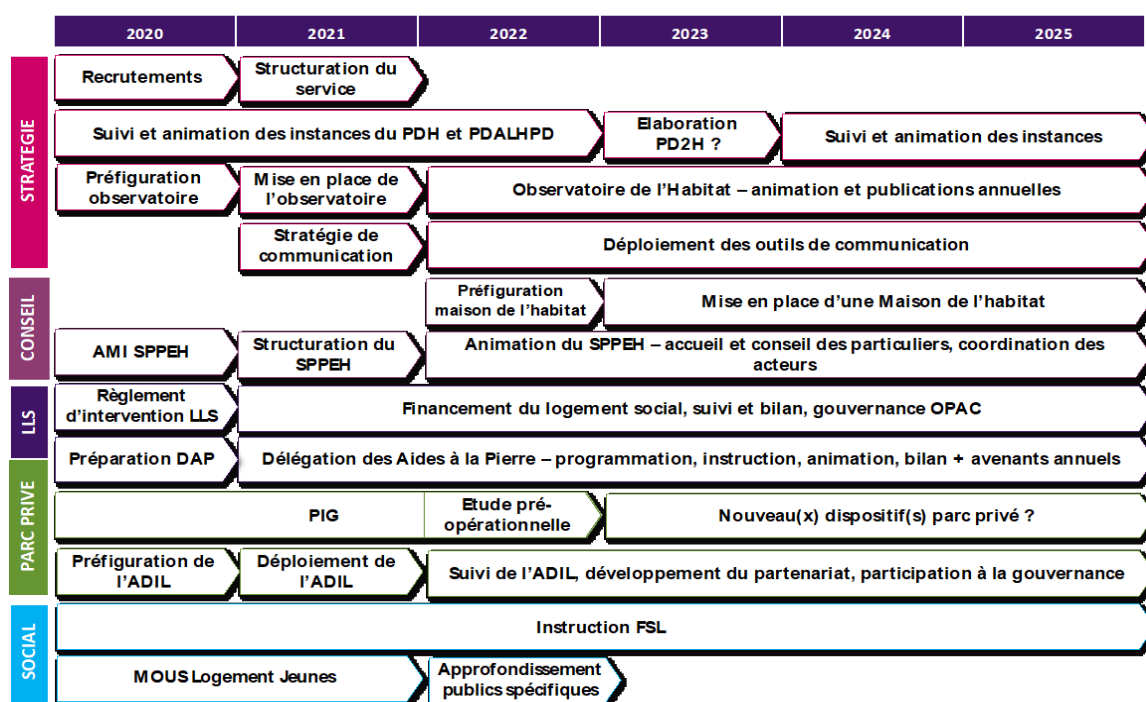 2020 2021 2022 2023 2024 2025
STRATEGIE
Recrutements
Structuration du
service
Suivi et animation des instances du PDH et PDALHPD
Elaboration
PD2H ?
Suivi et animation des instances
Préfiguration
observatoire
Mise en place de
l'observatoire
Observatoire de l'Habitat – animation et publications annuelles
Stratégie de
communication
Déploiement des outils de communication
CONSEIL
Préfiguration
maison de l'habitat
Mise en place d'une Maison de l'habitat
AMI SPPEH
Structuration du
SPPEH
Animation du SPPEH – accueil et conseil des particuliers, coordination des
acteurs
LLS
Règlement
d'intervention LLS
Financement du logement social, suivi et bilan, gouvernance OPAC
Préparation DAP
Délégation des Aides à la Pierre – programmation, instruction, animation, bilan + avenants annuels
PARC PRIVE
PIG
Etude pré-
opérationnelle
Nouveau(x) dispositif(s) parc privé ?
Préfiguration de
l'ADIL
Déploiement de
l'ADIL
Suivi de l'ADIL, développement du partenariat, participation à la gouvernance
SOCIAL
Instruction FSL
MOUS Logement Jeunes
Approfondissement
publics spécifiques